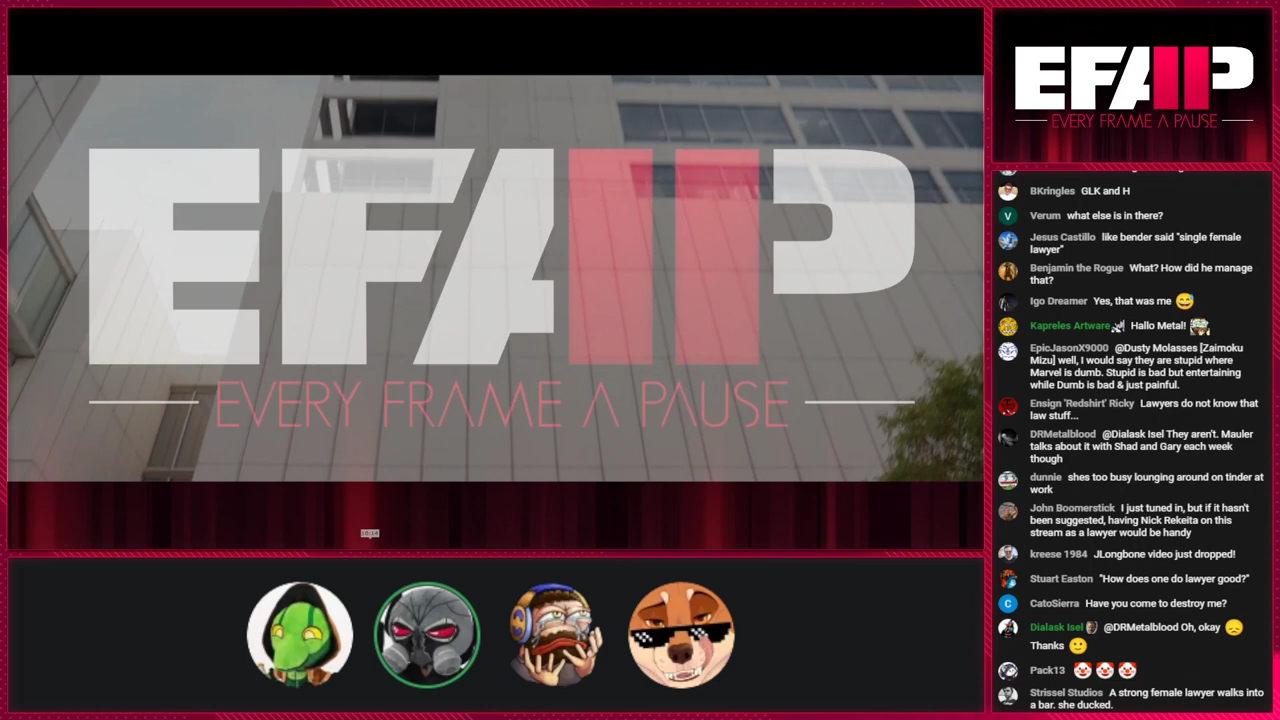 EFAP
EVERY FRAME A PAUSE
10:14
EFAP
EVERY FRAME A PAUSE
BKringles GLK and H
V Verum what else is in there?
Jesus Castillo like bender said "single female
lawyer"
Benjamin the Rogue What? How did he manage
that?
Igo Dreamer Yes, that was me 😅
Kapreles Artware Hallo Metal!
EpicJasonX9000 @Dusty Molasses [Zaimoku
Mizu] well, I would say they are stupid where
Marvel is dumb. Stupid is bad but entertaining
while Dumb is bad & just painful.
Ensign 'Redshirt' Ricky Lawyers do not know that
law stuff...
DRMetalblood @Dialask Isel They aren't. Mauler
talks about it with Shad and Gary each week
though
dunnie shes too busy lounging around on tinder at
work
John Boomerstick I just tuned in, but if it hasn't
been suggested, having Nick Rekeita on this
stream as a lawyer would be handy
kreese 1984 JLongbone video just dropped!
Stuart Easton "How does one do lawyer good?"
C CatoSierra Have you come to destroy me?
Dialask Isel @DRMetalblood Oh, okay 😞
Thanks 🙂
Pack13 🤡🤡🤡
Strissel Studios A strong female lawyer walks into
a bar. she ducked.